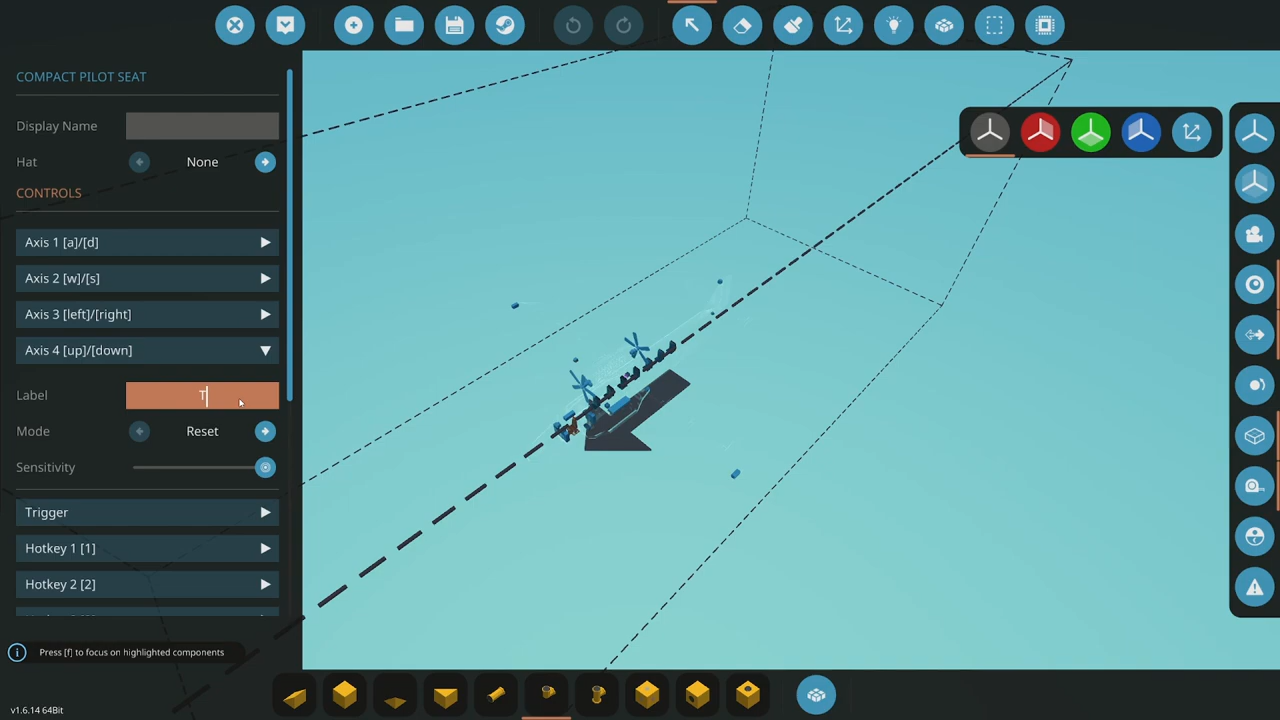 COMPACT PILOT SEAT
Display Name
Hat
None
CONTROLS
Axis 1 [a]/[d]
Axis 2 [w]/[s]
Axis 3 [left]/[right]
Axis 4 [up]/[down]
Label
T
Mode
Reset
Sensitivity
Trigger
Hotkey 1 [1]
Hotkey 2 [2]
Press [f] to focus on highlighted components
v1.6.14 64Bit